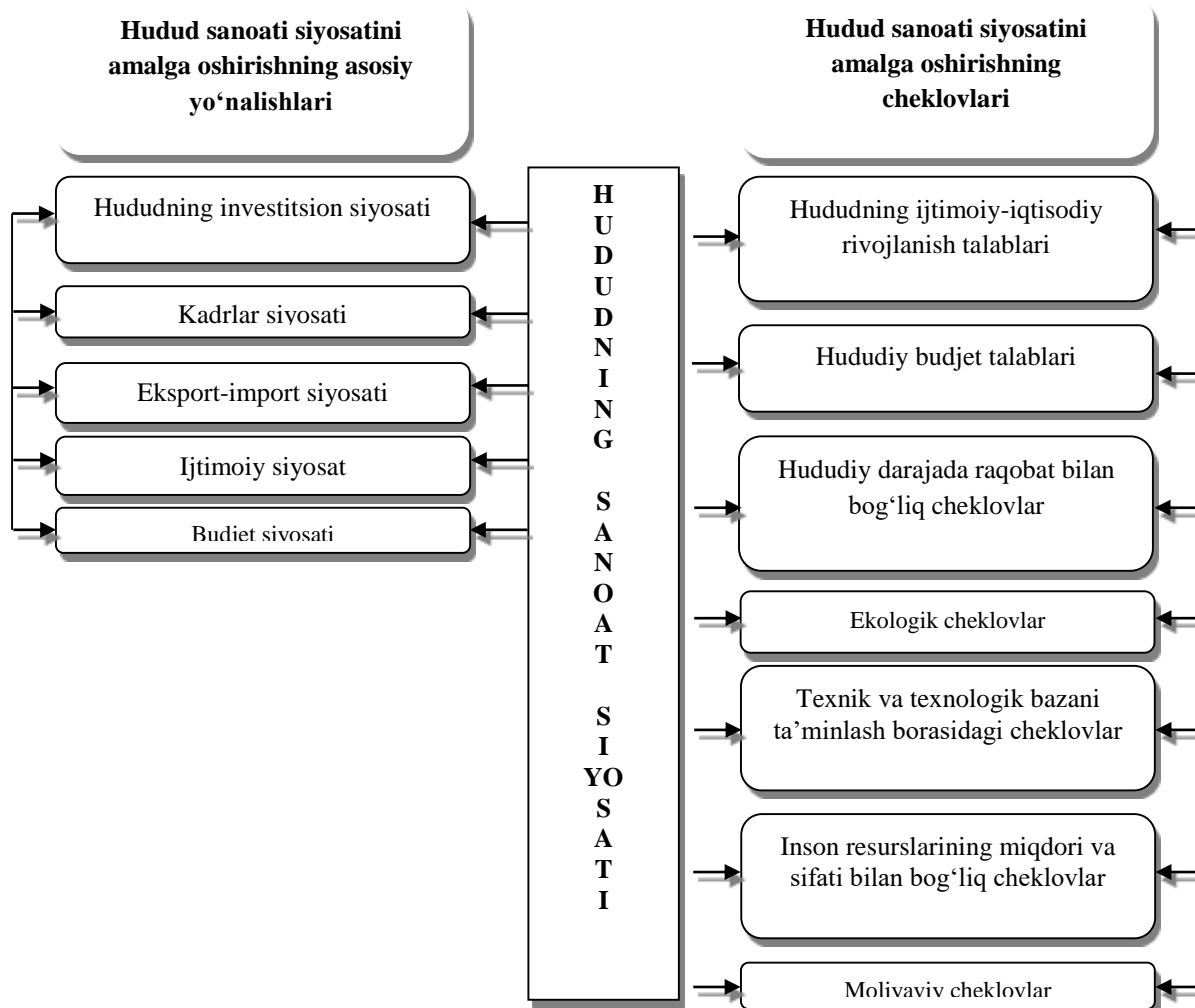 Hudud sanoati siyosatini
amalga oshirishning asosiy
yo‘nalishlari
Hududning investitsion siyosati
Kadrlar siyosati
Eksport-import siyosati
Ijtimoiy siyosat
Budjet siyosati
H
U
D
U
D
N
I
N
G
S
A
N
O
A
T
S
I
YO
S
A
T
I
Hudud sanoati siyosatini
amalga oshirishning
cheklovlari
Hududning ijtimoiy-iqtisodiy
rivojlanish talablari
Hududiy budjet talablari
Hududiy darajada raqobat bilan
bog‘liq cheklovlar
Ekologik cheklovlar
Texnik va texnologik bazani
ta’minlash borasidagi cheklovlar
Inson resurslarining miqdori va
sifati bilan bog‘liq cheklovlar
Moliyaviy cheklovlar